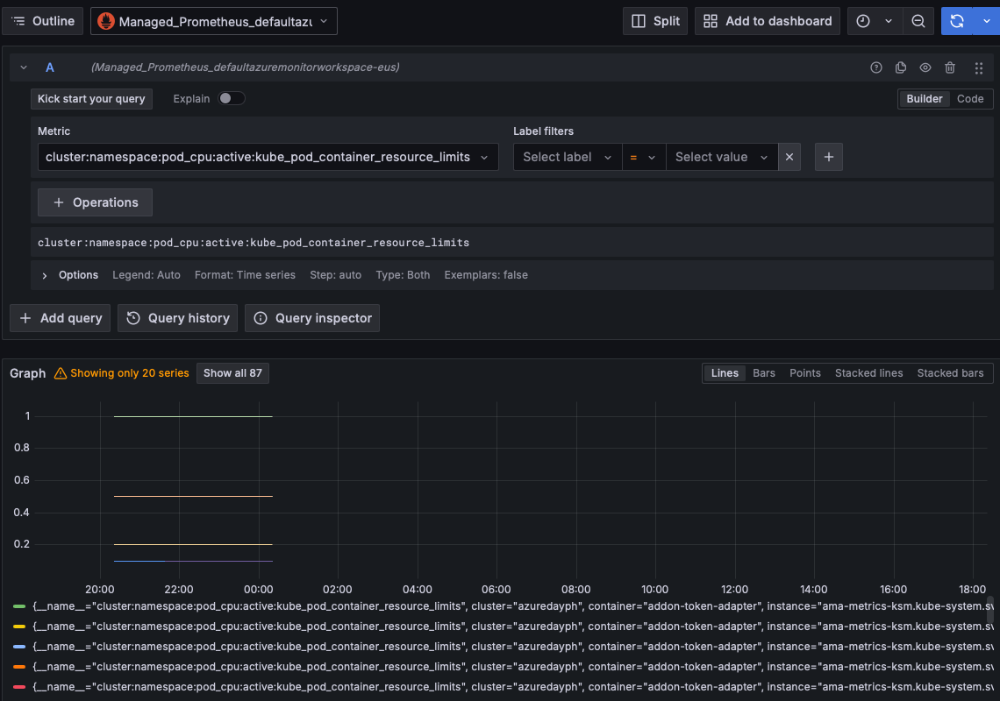 Outline Managed_Prometheus_defaultazu Split Add to dashboard
A (Managed_Prometheus_defaultazuremonitorworkspace-eus)
Kick start your query Explain Builder Code
Metric Label filters
cluster:namespace:pod_cpu:active:kube_pod_container_resource_limits Select label = Select value × +
+ Operations
cluster:namespace:pod_cpu:active:kube_pod_container_resource_limits
Options Legend: Auto Format: Time series Step: auto Type: Both Exemplars: false
+ Add query Query history Query inspector
Graph Showing only 20 series Show all 87 Lines Bars Points Stacked lines Stacked bars
1
0.8
0.6
0.4
0.2
20:00 22:00 00:00 02:00 04:00 06:00 08:00 10:00 12:00 14:00 16:00 18:00
{__name__="cluster:namespace:pod_cpu:active:kube_pod_container_resource_limits", cluster="azuredayph", container="addon-token-adapter", instance="ama-metrics-ksm.kube-system.sv
{__name__="cluster:namespace:pod_cpu:active:kube_pod_container_resource_limits", cluster="azuredayph", container="addon-token-adapter", instance="ama-metrics-ksm.kube-system.sv
{__name__="cluster:namespace:pod_cpu:active:kube_pod_container_resource_limits", cluster="azuredayph", container="addon-token-adapter", instance="ama-metrics-ksm.kube-system.sv
{__name__="cluster:namespace:pod_cpu:active:kube_pod_container_resource_limits", cluster="azuredayph", container="addon-token-adapter", instance="ama-metrics-ksm.kube-system.sv
{__name__="cluster:namespace:pod_cpu:active:kube_pod_container_resource_limits", cluster="azuredayph", container="addon-token-adapter", instance="ama-metrics-ksm.kube-system.sv